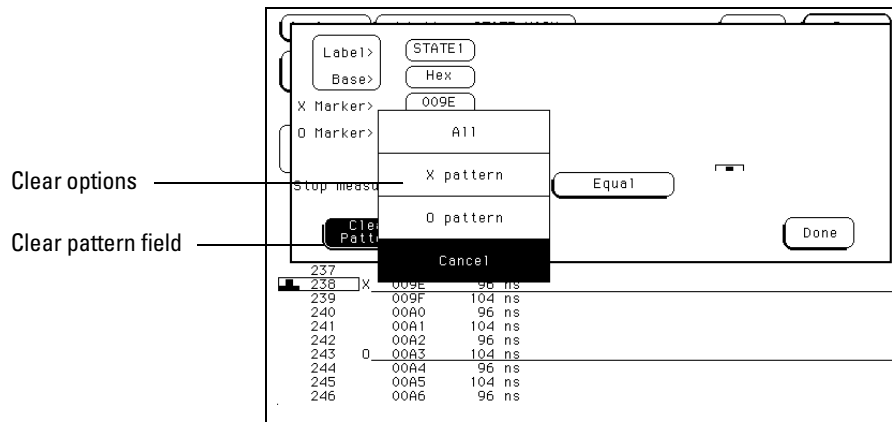 Label> STATE1
Base> Hex
X Marker> 009E
O Marker> All
Clear options X pattern
Stop measu Equal
O pattern
Clear pattern field Done
Cancel
237
238 X 009E 96 ns
239 009F 104 ns
240 00A0 96 ns
241 00A1 104 ns
242 00A2 96 ns
243 O 00A3 104 ns
244 00A4 96 ns
245 00A5 104 ns
246 00A6 96 ns